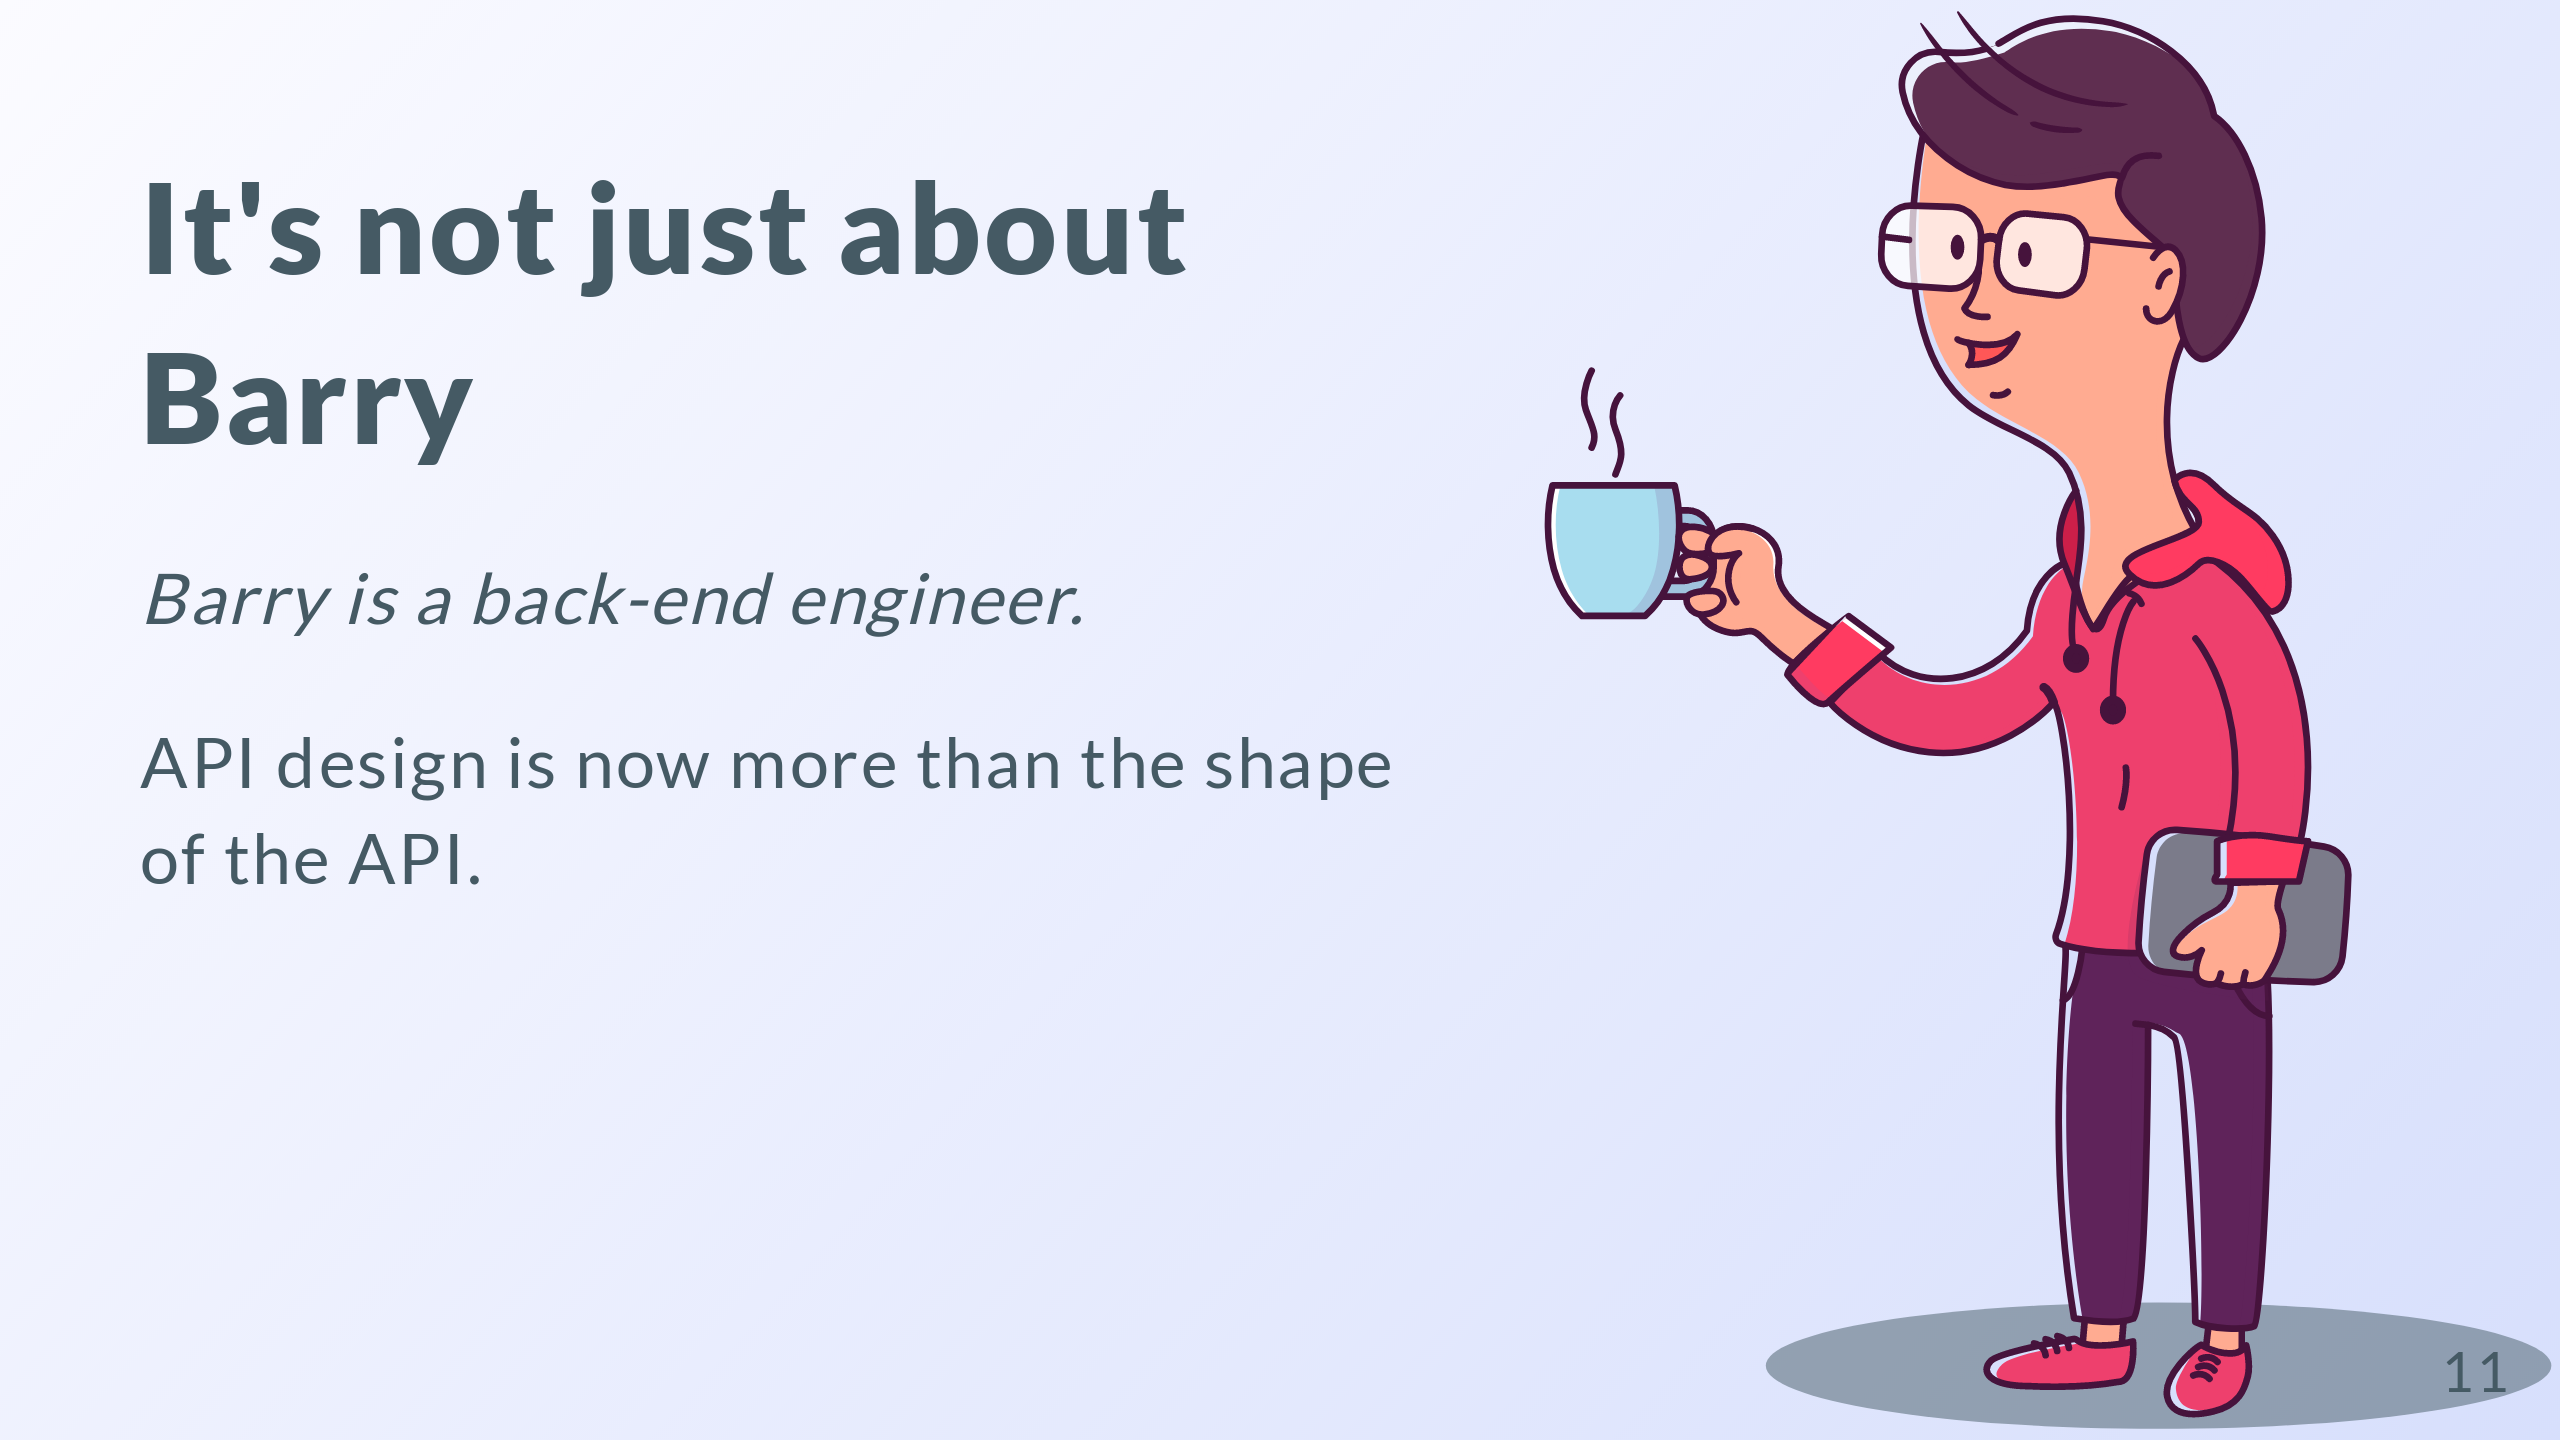 It's not just about
Barry
Barry is a back-end engineer.
API design is now more than the shape
of the API.
11